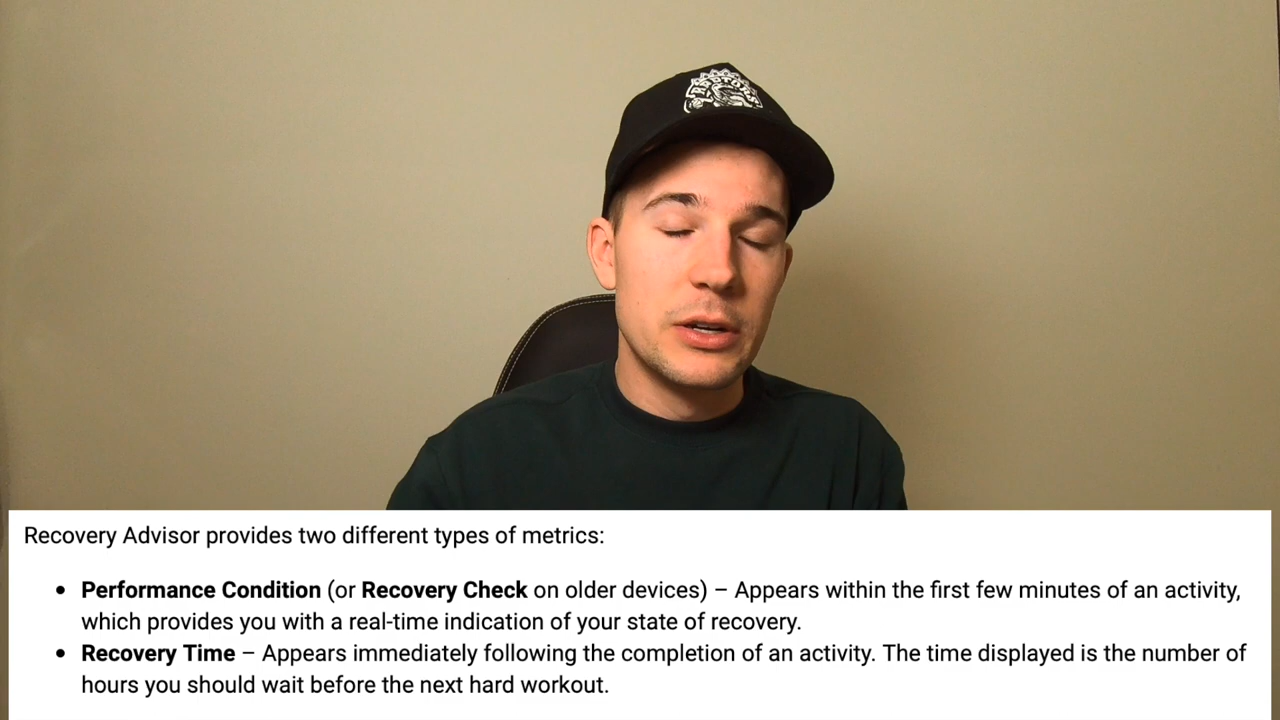 RAPTORS
Recovery Advisor provides two different types of metrics:
• Performance Condition (or Recovery Check on older devices) – Appears within the first few minutes of an activity,
which provides you with a real-time indication of your state of recovery.
• Recovery Time – Appears immediately following the completion of an activity. The time displayed is the number of
hours you should wait before the next hard workout.